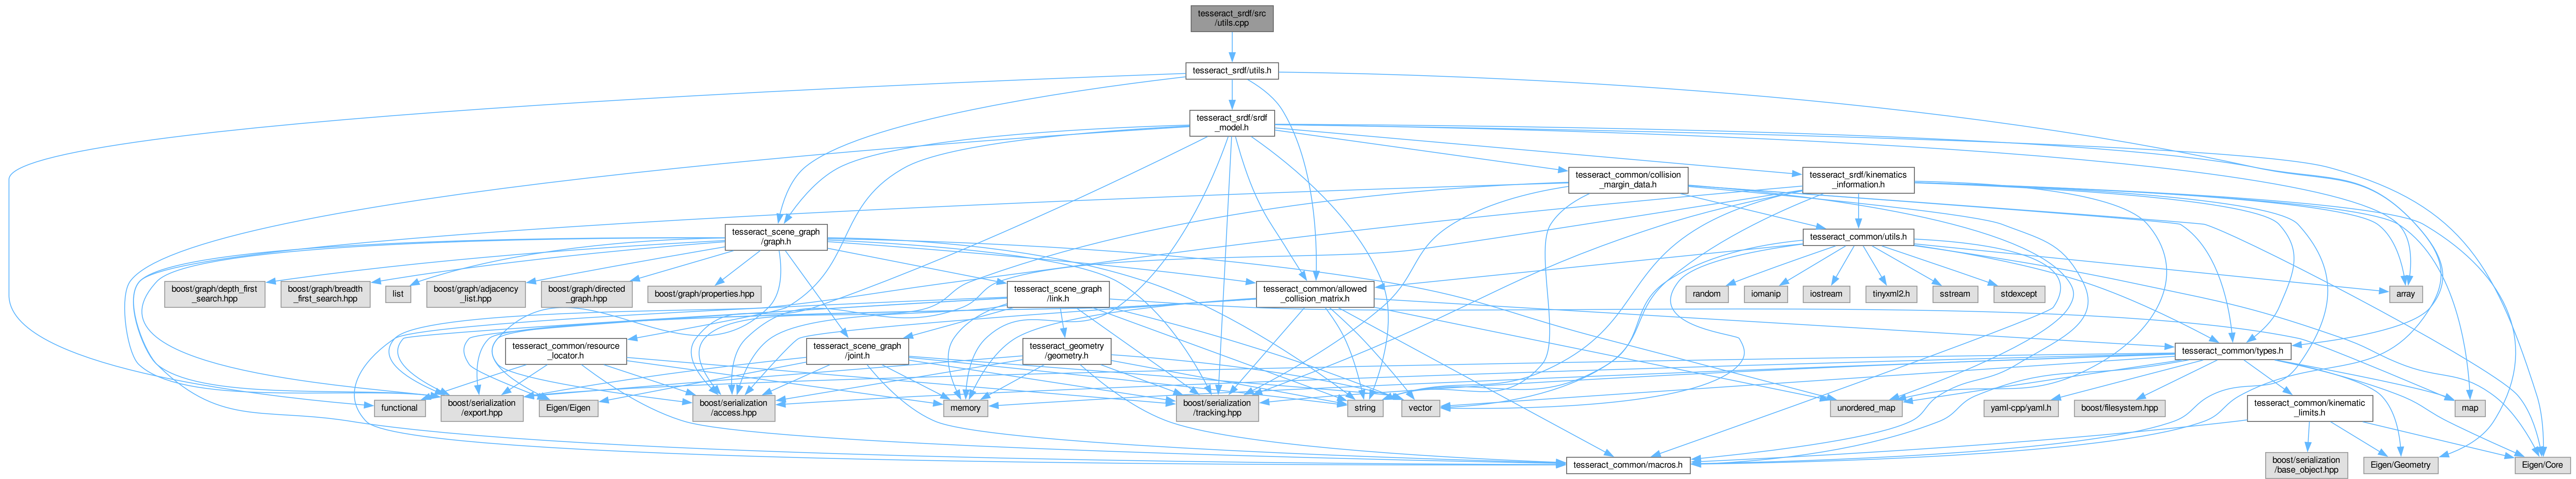 tesseract_srdf/src
/utils.cpp
tesseract_srdf/utils.h
tesseract_srdf/srdf
_model.h
tesseract_common/collision
_margin_data.h
tesseract_srdf/kinematics
_information.h
tesseract_scene_graph
/graph.h
tesseract_common/utils.h
boost/graph/depth_first
_search.hpp
boost/graph/breadth
_first_search.hpp
list
boost/graph/adjacency
_list.hpp
boost/graph/directed
_graph.hpp
boost/graph/properties.hpp
tesseract_scene_graph
/link.h
tesseract_common/allowed
_collision_matrix.h
random
iomanip
iostream
tinyxml2.h
sstream
stdexcept
array
tesseract_common/resource
_locator.h
tesseract_scene_graph
/joint.h
tesseract_geometry
/geometry.h
tesseract_common/types.h
functional
boost/serialization
/export.hpp
Eigen/Eigen
boost/serialization
/access.hpp
memory
boost/serialization
/tracking.hpp
string
vector
unordered_map
yaml-cpp/yaml.h
boost/filesystem.hpp
tesseract_common/kinematic
_limits.h
map
tesseract_common/macros.h
boost/serialization
/base_object.hpp
Eigen/Geometry
Eigen/Core